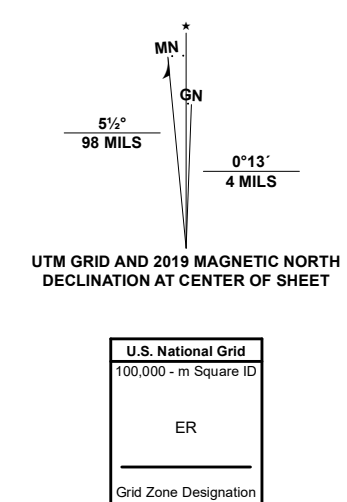 ★
MN
GN
5½°
98 MILS
0°13´
4 MILS
UTM GRID AND 2019 MAGNETIC NORTH
DECLINATION AT CENTER OF SHEET
U.S. National Grid
100,000 - m Square ID
ER
Grid Zone Designation